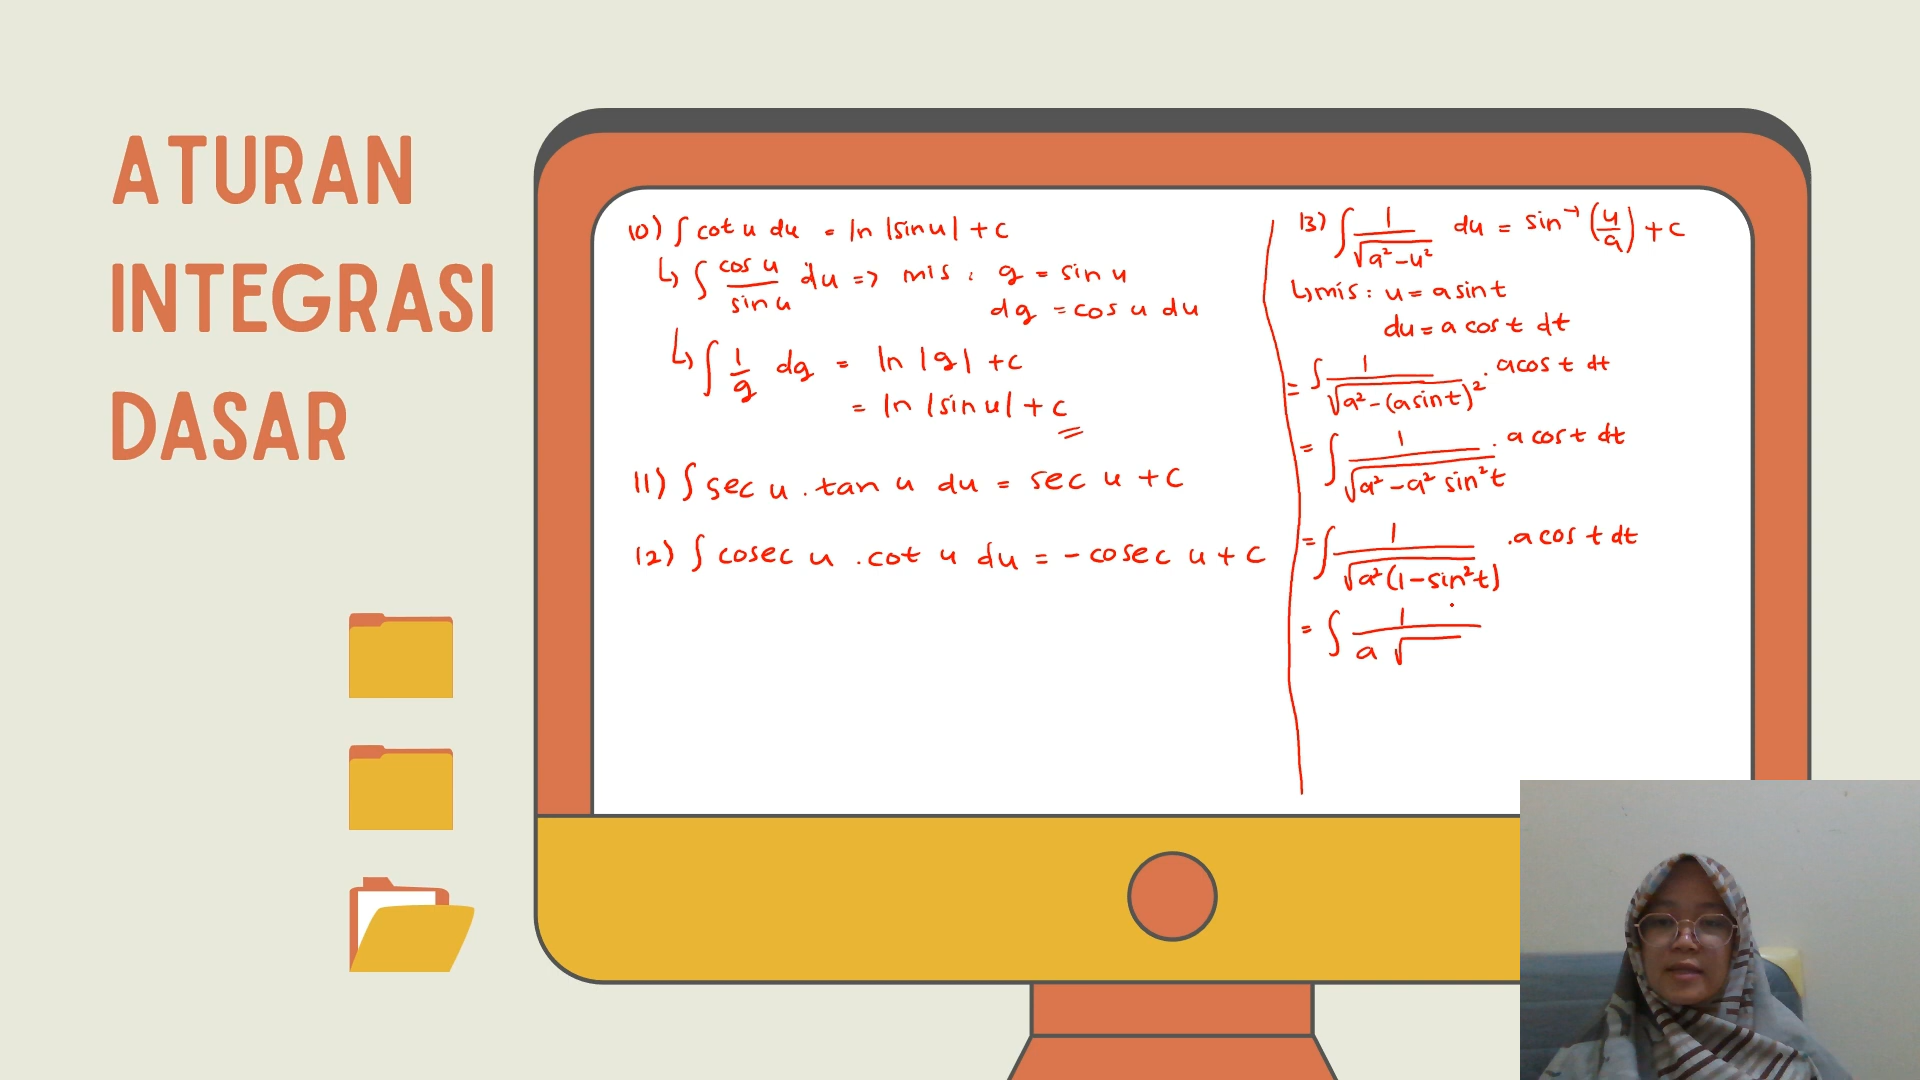 ATURAN
INTEGRASI
DASAR
10) ∫ cot u du = ln |sin u| + c
↳ ∫ cos u / sin u du => mis : g = sin u
dg = cos u du
↳ ∫ 1/g dg = ln |g| + c
= ln |sin u| + c
11) ∫ sec u . tan u du = sec u + c
12) ∫ cosec u . cot u du = - cosec u + c
13) ∫ 1/√(a² - u²) du = sin⁻¹ (u/a) + c
↳ mis : u = a sin t
du = a cos t dt
= ∫ 1/√(a² - (a sin t)²) . a cos t dt
= ∫ 1/√(a² - a² sin² t) . a cos t dt
= ∫ 1/√(a² (1 - sin² t)) . a cos t dt
= ∫ 1/a √